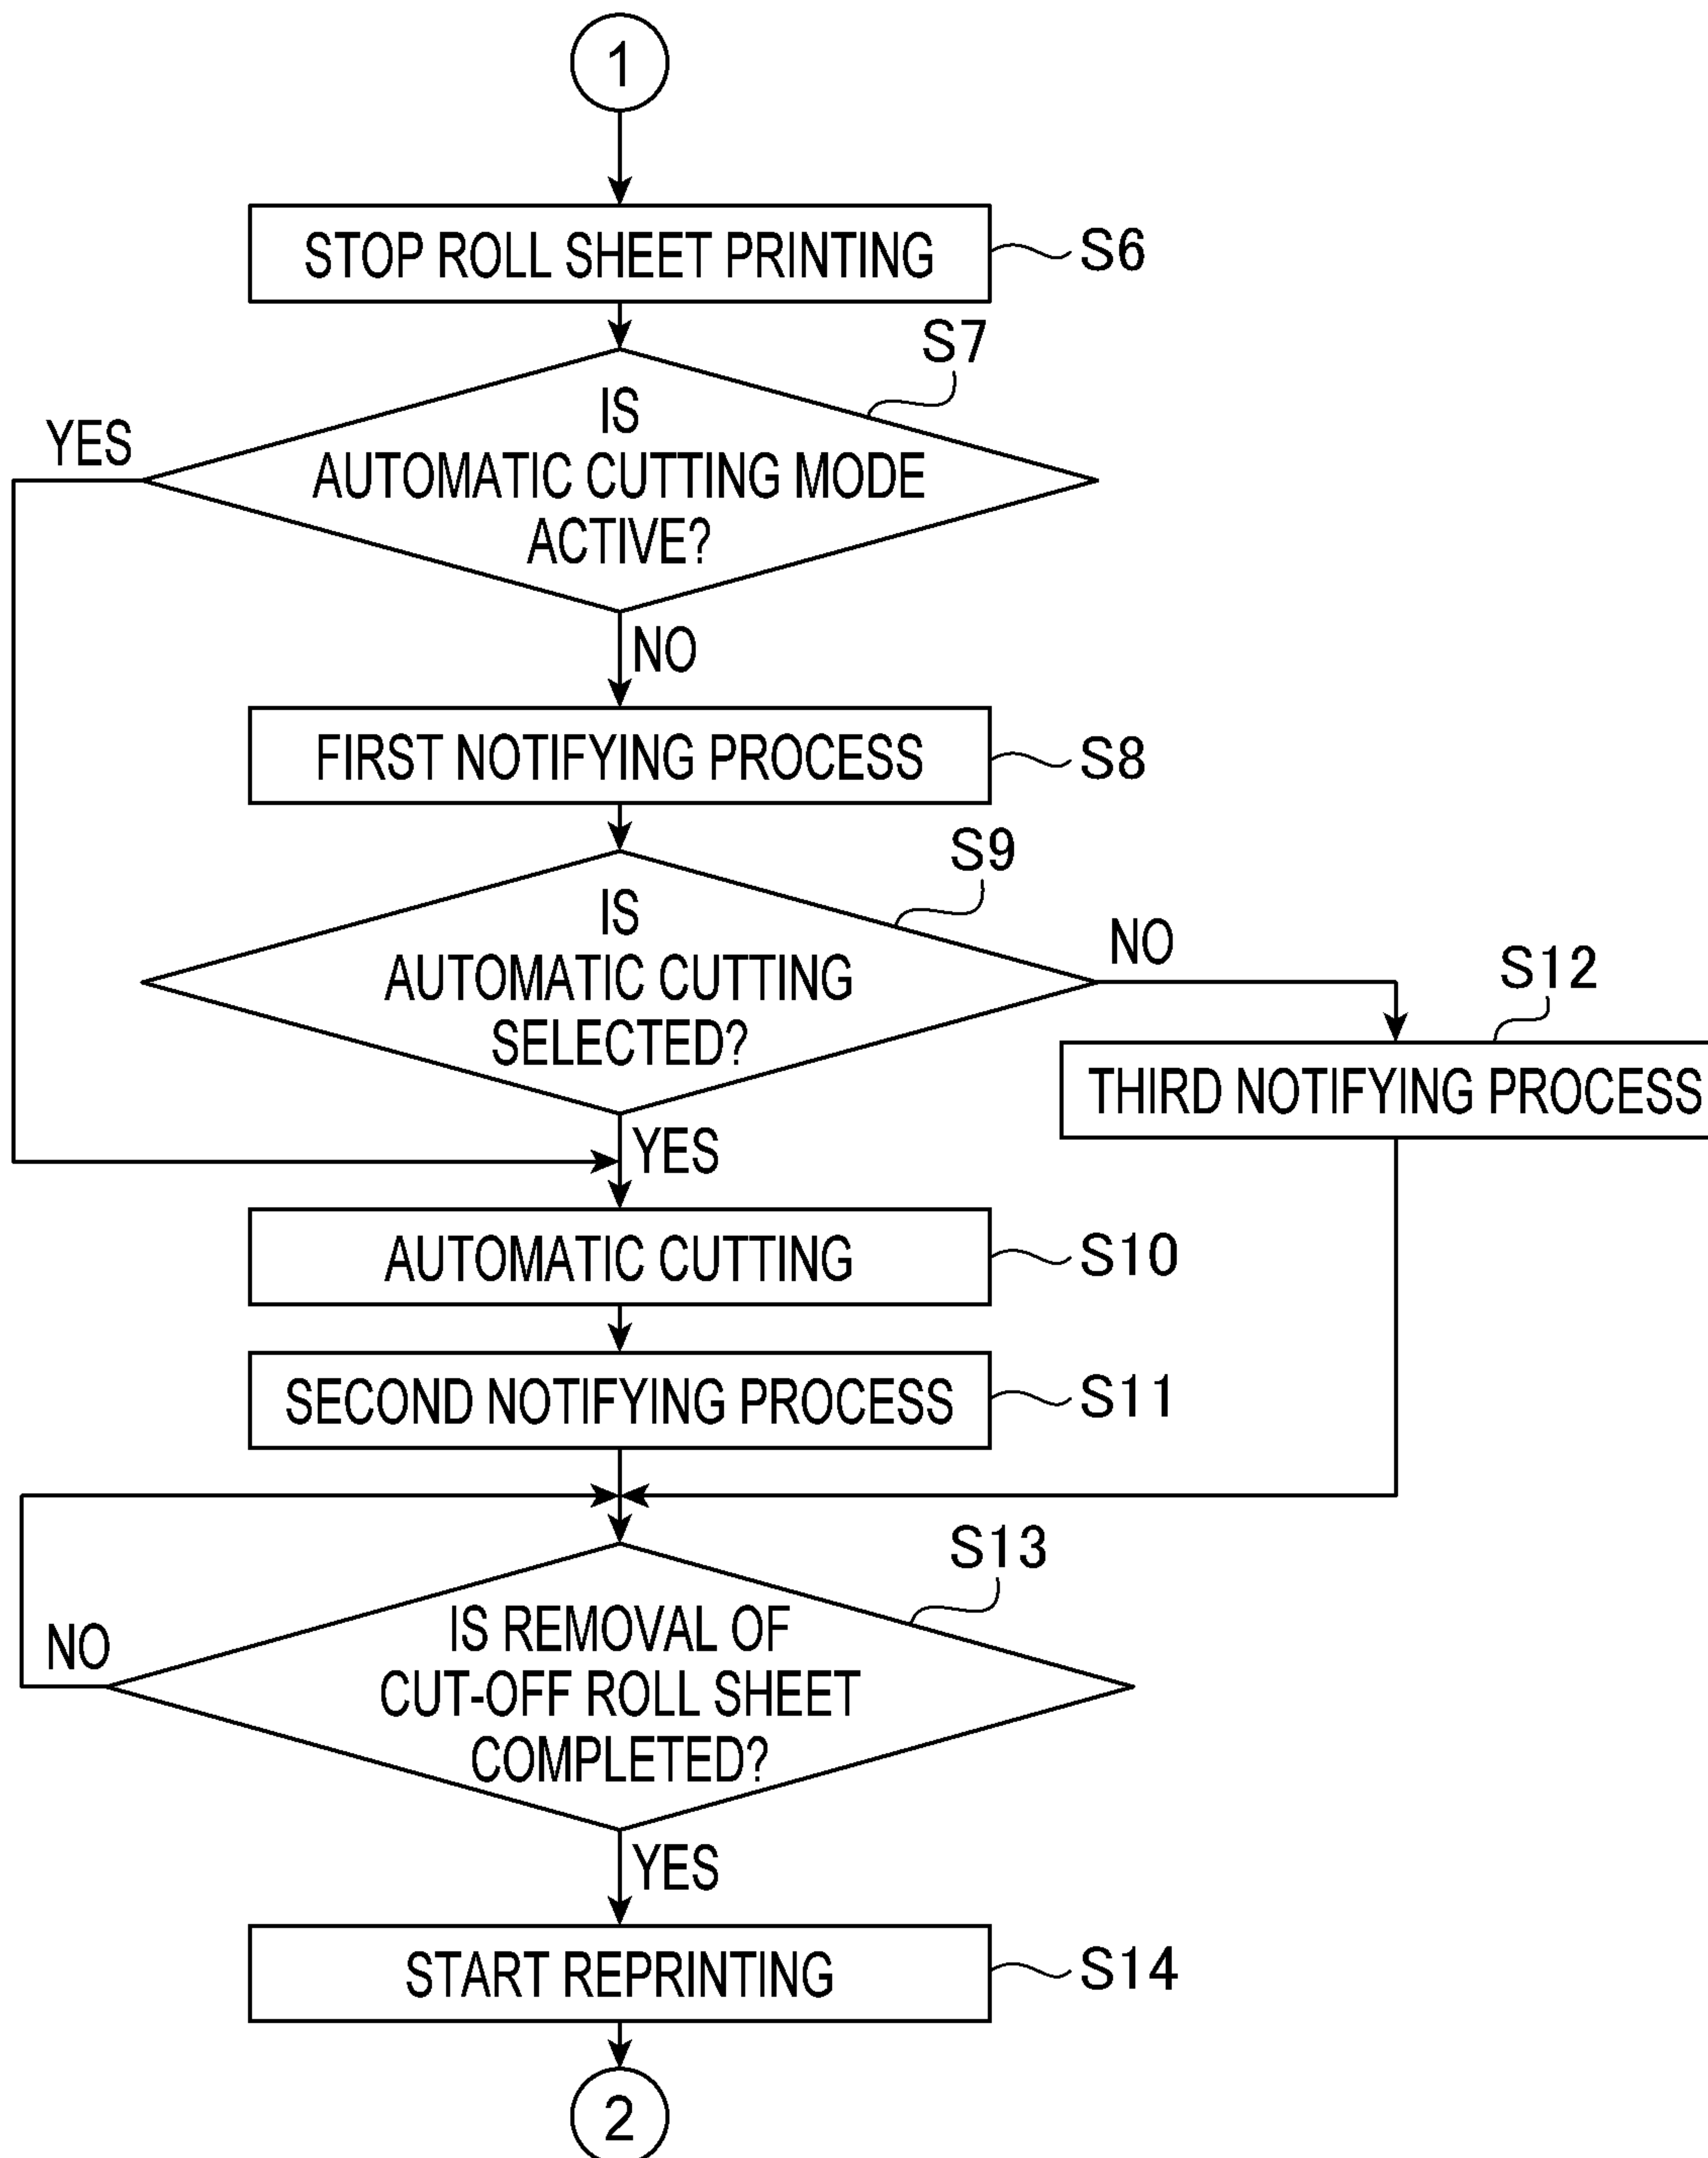 1
STOP ROLL SHEET PRINTING
S6
S7
IS
AUTOMATIC CUTTING MODE
ACTIVE?
YES
NO
FIRST NOTIFYING PROCESS
S8
S9
IS
AUTOMATIC CUTTING
SELECTED?
NO
S12
THIRD NOTIFYING PROCESS
YES
AUTOMATIC CUTTING
S10
SECOND NOTIFYING PROCESS
S11
S13
IS REMOVAL OF
CUT-OFF ROLL SHEET
COMPLETED?
NO
YES
START REPRINTING
S14
2